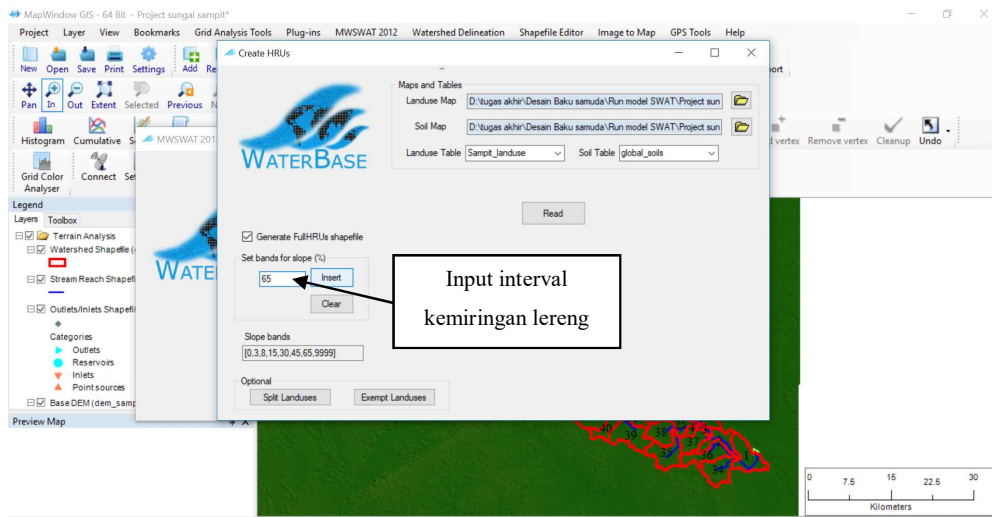 MapWindow GIS - 64 Bit - Project sungai sampit*
Project Layer View Bookmarks Grid Analysis Tools Plug-ins MWSWAT 2012 Watershed Delineation Shapefile Editor Image to Map GPS Tools Help
New Open Save Print Settings Add
Pan In Out Extent Selected Previous
Histogram Cumulative
vertex Remove vertex Cleanup Undo
Grid Color Analyser Connect
Legend
Layers Toolbox
Terrain Analysis
Watershed Shapefile
Stream Reach Shapefi
Outlets/Inlets Shapefi
Categories
Outlets
Reservoirs
Inlets
Point sources
Base DEM (dem_samp
Preview Map
MWSWAT 201
WATE
Create HRUs
WATERBASE
Maps and Tables
Landuse Map D:\tugas akhir\Desain Baku samuda\Run model SWAT\Project sun
Soil Map D:\tugas akhir\Desain Baku samuda\Run model SWAT\Project sun
Landuse Table Sampit_landuse Soil Table global_soils
Read
Generate FullHRUs shapefile
Set bands for slope (%)
65 Insert
Clear
Slope bands
[0,3,8,15,30,45,65,9999]
Optional
Split Landuses Exempt Landuses
Input interval
kemiringan lereng
40 39 38 37 36 34 1
0 7.5 15 22.5 30
Kilometers